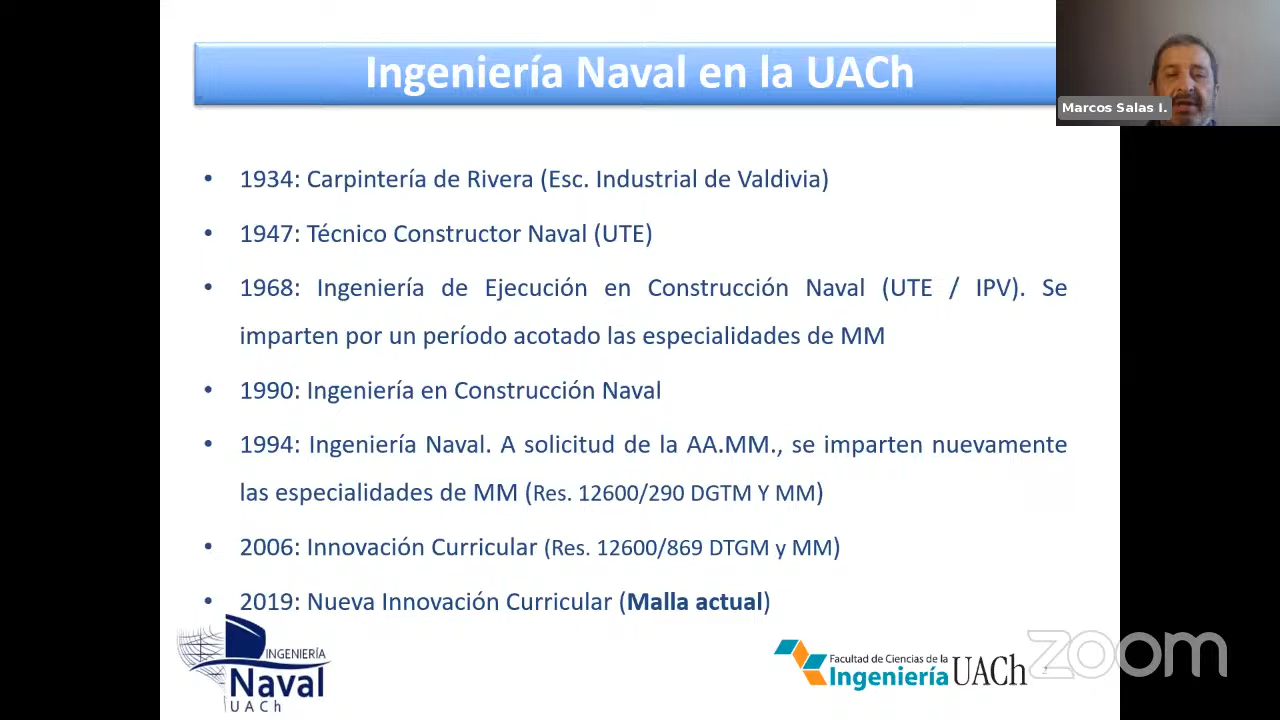 Ingeniería Naval en la UACh
Marcos Salas I.
• 1934: Carpintería de Rivera (Esc. Industrial de Valdivia)
• 1947: Técnico Constructor Naval (UTE)
• 1968: Ingeniería de Ejecución en Construcción Naval (UTE / IPV). Se
imparten por un período acotado las especialidades de MM
• 1990: Ingeniería en Construcción Naval
• 1994: Ingeniería Naval. A solicitud de la AA.MM., se imparten nuevamente
las especialidades de MM (Res. 12600/290 DGTM Y MM)
• 2006: Innovación Curricular (Res. 12600/869 DTGM y MM)
• 2019: Nueva Innovación Curricular (Malla actual)
INGENIERÍA
Naval
UACh
Facultad de Ciencias de la
Ingeniería UACh
zoom